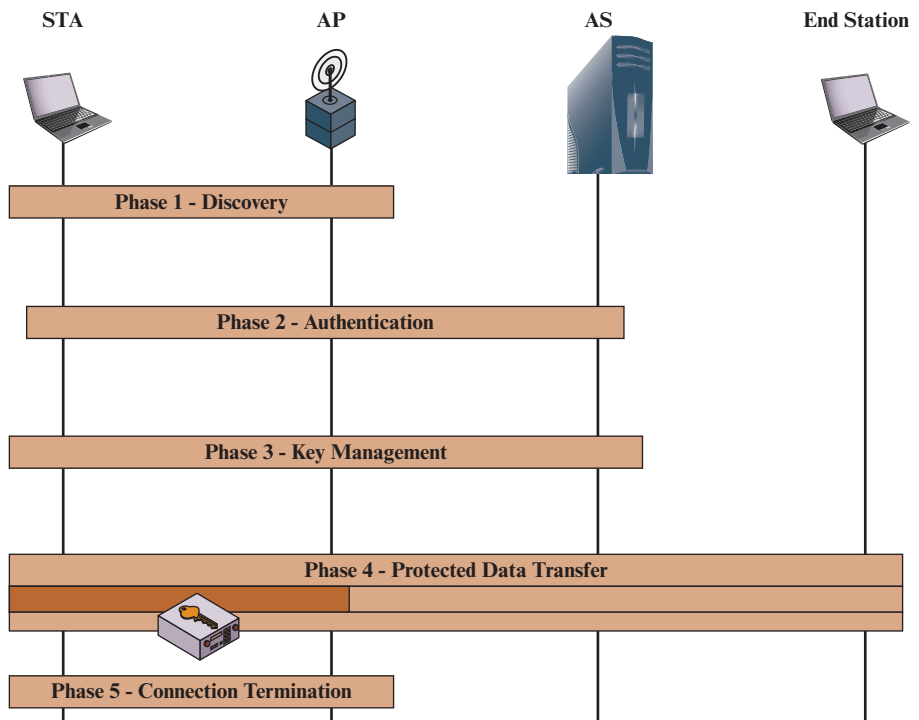 STA AP AS End Station
Phase 1 - Discovery
Phase 2 - Authentication
Phase 3 - Key Management
Phase 4 - Protected Data Transfer
Phase 5 - Connection Termination